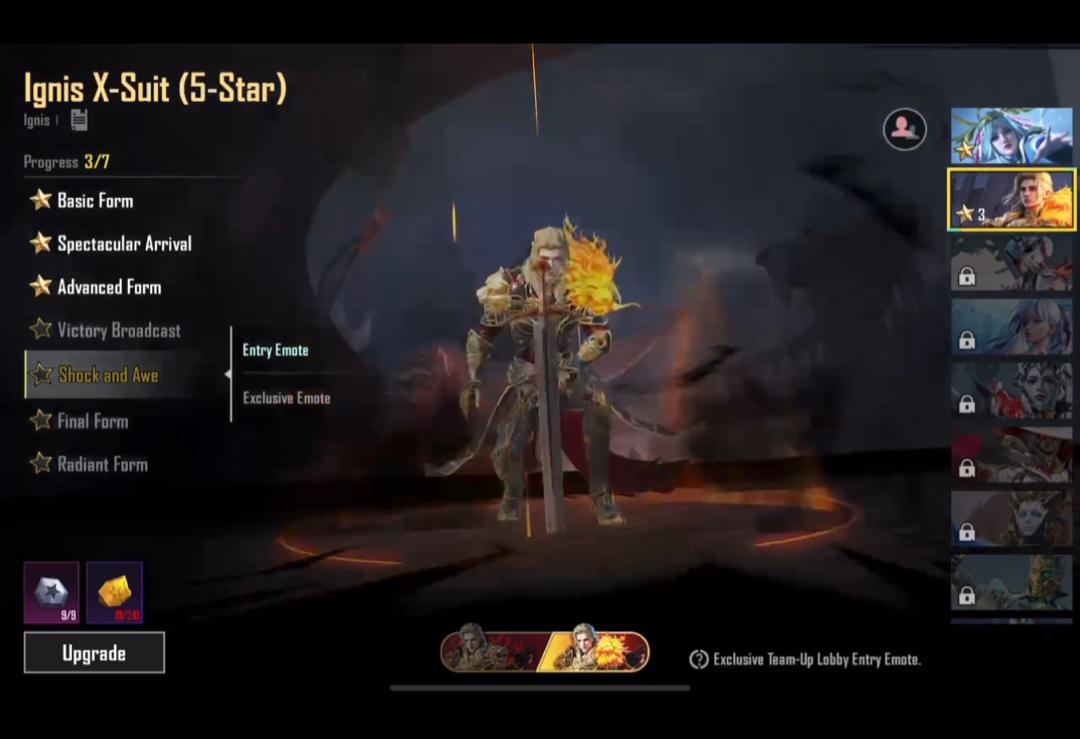 Ignis X-Suit (5-Star)
Ignis
Progress 3/7
Basic Form
Spectacular Arrival
Advanced Form
Victory Broadcast
Shock and Awe
Final Form
Radiant Form
Entry Emote
Exclusive Emote
3
9/9
Upgrade
Exclusive Team-Up Lobby Entry Emote.